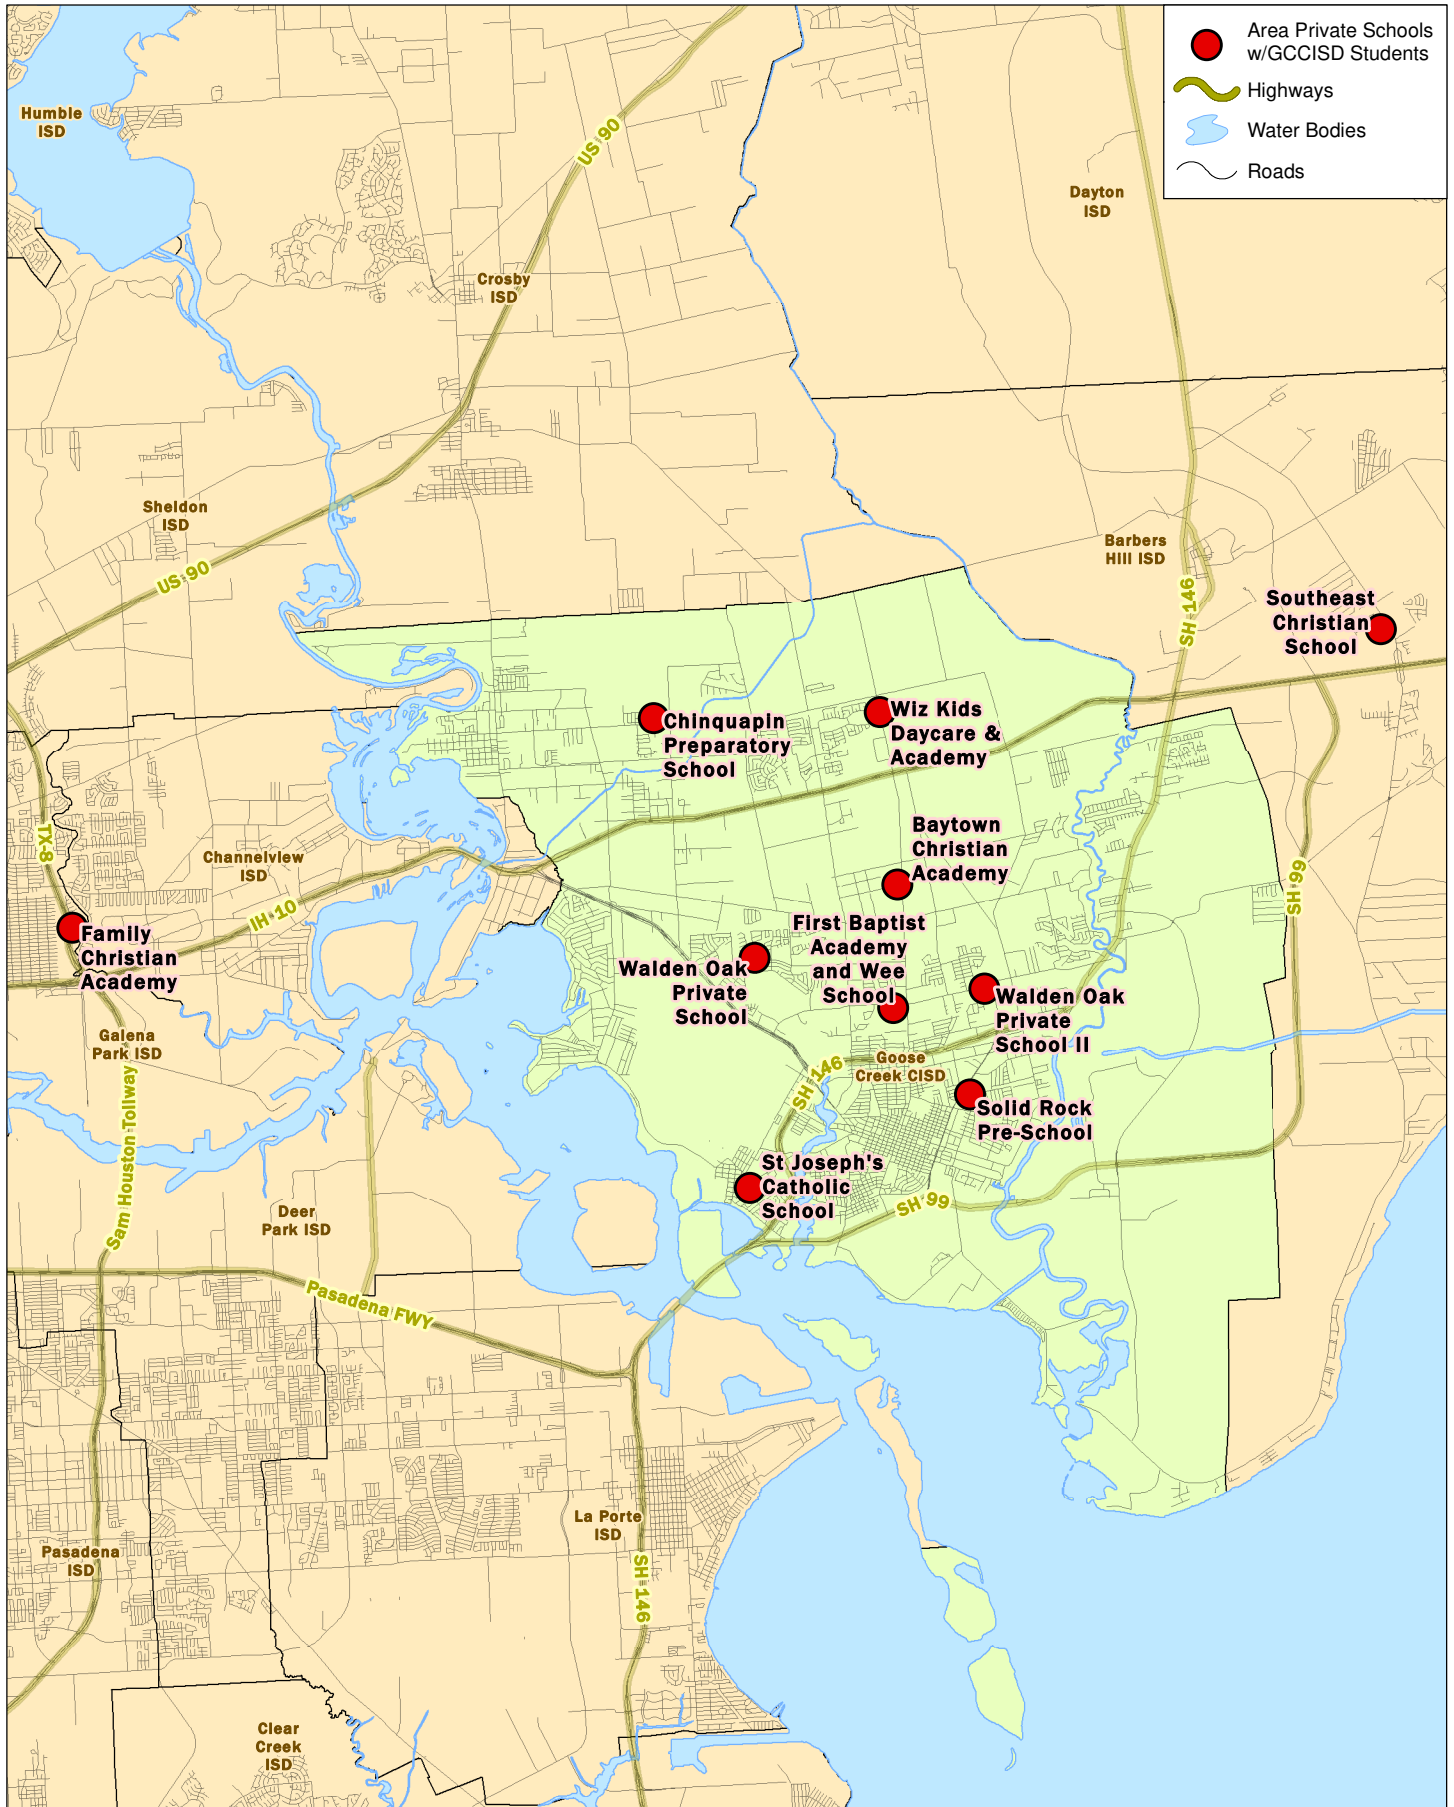 Area Private Schools
w/GCCISD Students
Highways
Water Bodies
Roads
Humble
ISD
US 90
Dayton
ISD
Crosby
ISD
Sheldon
ISD
US 90
Barbers
Hill ISD
SH 146
Southeast
Christian
School
Chinquapin
Preparatory
School
Wiz Kids
Daycare &
Academy
TX-8
Channelview
ISD
IH 10
Baytown
Christian
Academy
SH 99
Family
Christian
Academy
First Baptist
Academy
and Wee
School
Walden Oak
Private
School
Walden Oak
Private
School II
Galena
Park ISD
SH 146
Goose
Creek CISD
Solid Rock
Pre-School
Sam Houston Tollway
St Joseph's
Catholic
School
SH 99
Deer
Park ISD
Pasadena FWY
La Porte
ISD
Pasadena
ISD
SH 146
Clear
Creek
ISD